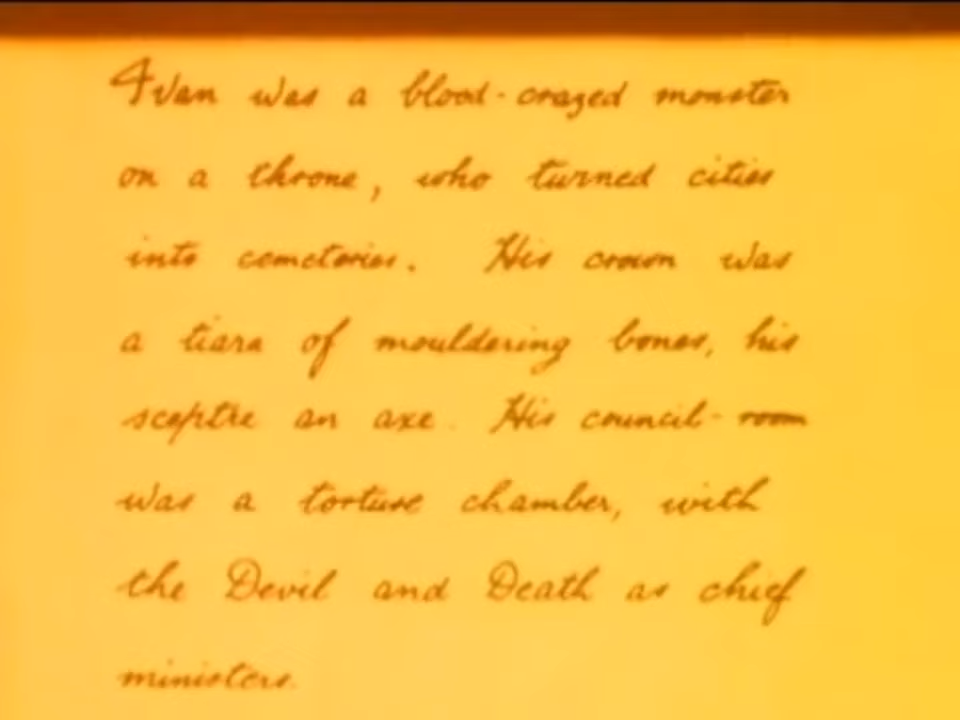 Ivan was a blood-crazed monster
on a throne, who turned cities
into cemeteries. His crown was
a tiara of mouldering bones, his
sceptre an axe. His council-room
was a torture chamber, with
the Devil and Death as chief
ministers.